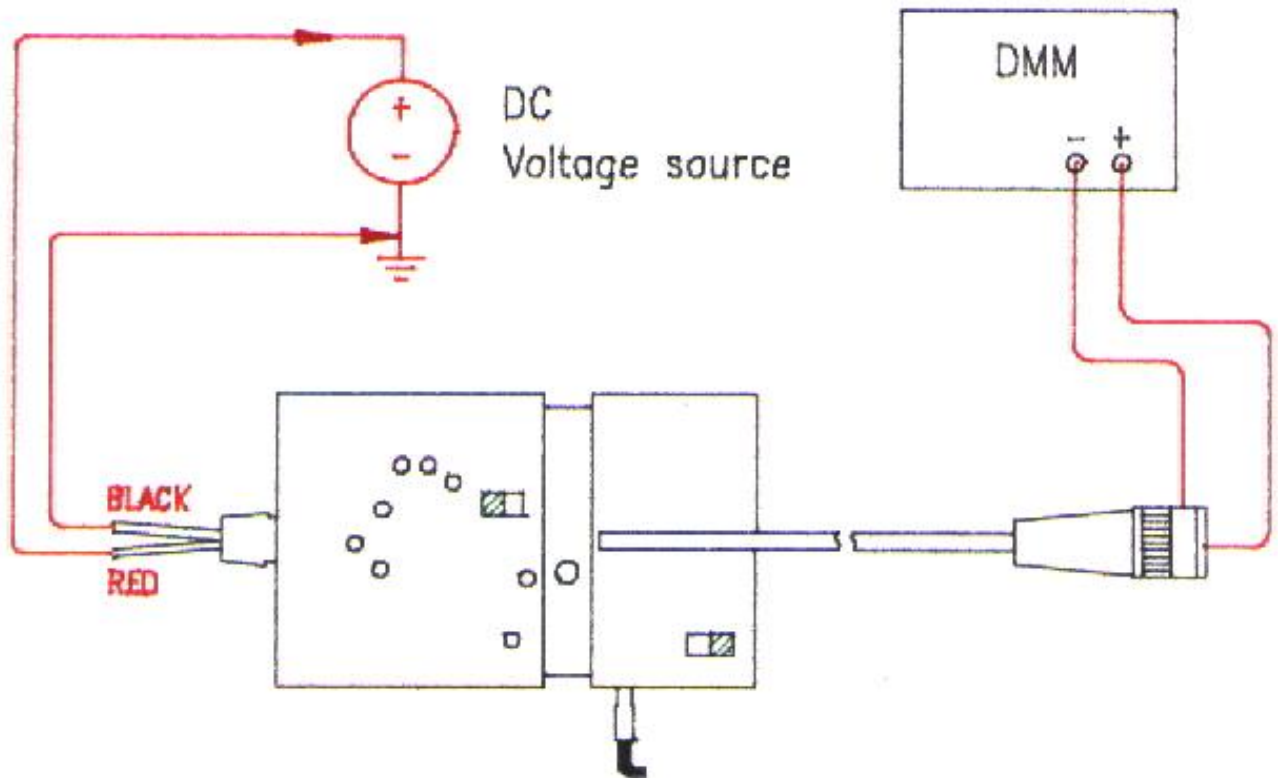 DC
Voltage source
+
-
DMM
- +
BLACK
RED